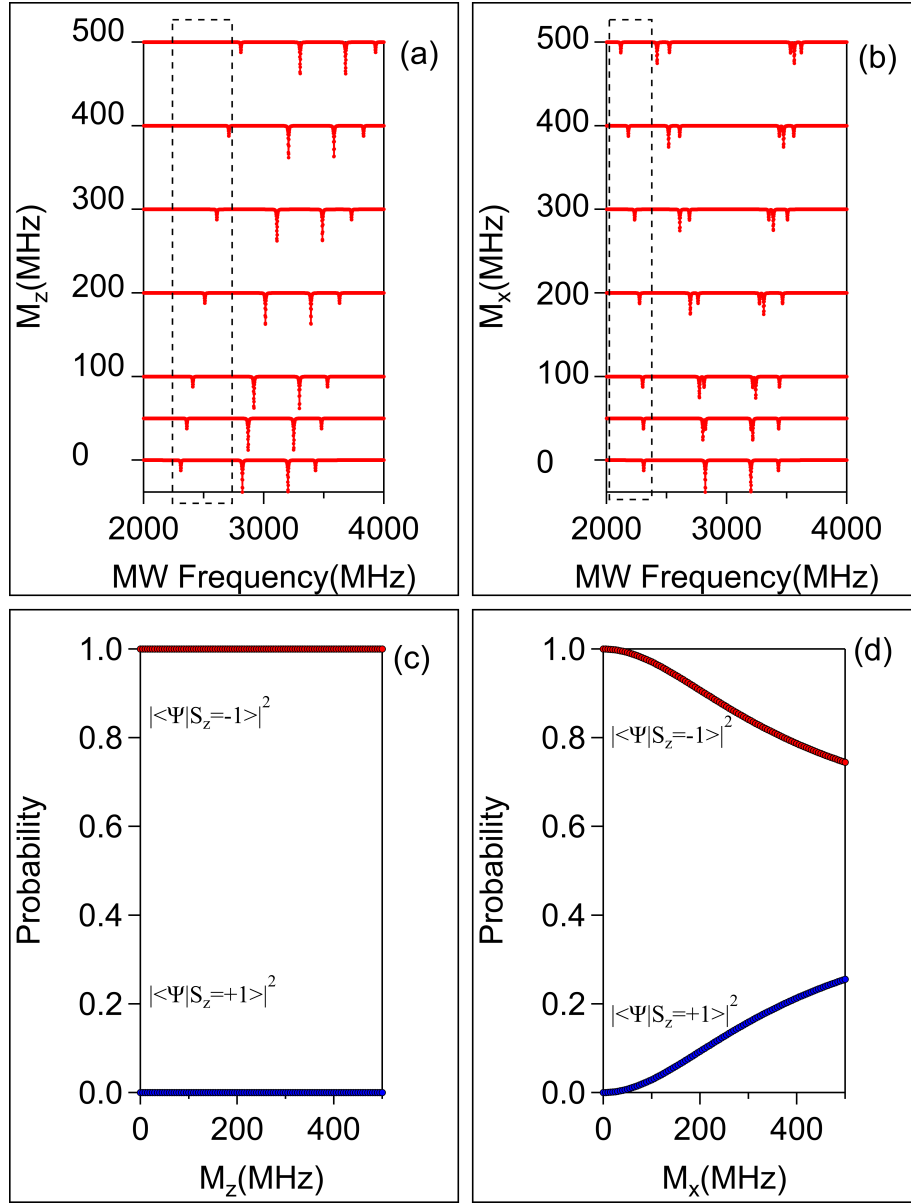 (a)
500
400
300
200
100
0
M_z(MHz)
2000 3000 4000
MW Frequency(MHz)
(b)
500
400
300
200
100
0
M_x(MHz)
2000 3000 4000
MW Frequency(MHz)
(c)
1.0
0.8
0.6
0.4
0.2
0.0
Probability
|<Ψ|S_z=-1>|^2
|<Ψ|S_z=+1>|^2
0 200 400
M_z(MHz)
(d)
1.0
0.8
0.6
0.4
0.2
0.0
Probability
|<Ψ|S_z=-1>|^2
|<Ψ|S_z=+1>|^2
0 200 400
M_x(MHz)